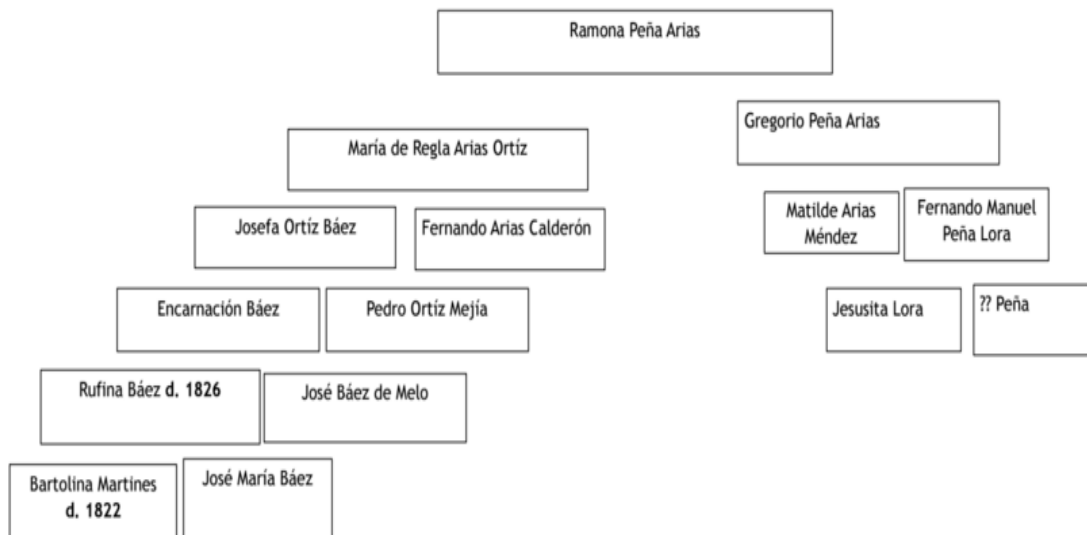 Ramona Peña Arias
Gregorio Peña Arias
María de Regla Arias Ortíz
Matilde Arias
Méndez
Fernando Manuel
Peña Lora
Josefa Ortíz Báez
Fernando Arias Calderón
Encarnación Báez
Pedro Ortíz Mejía
Jesusita Lora
?? Peña
Rufina Báez d. 1826
José Báez de Melo
Bartolina Martines
d. 1822
José María Báez